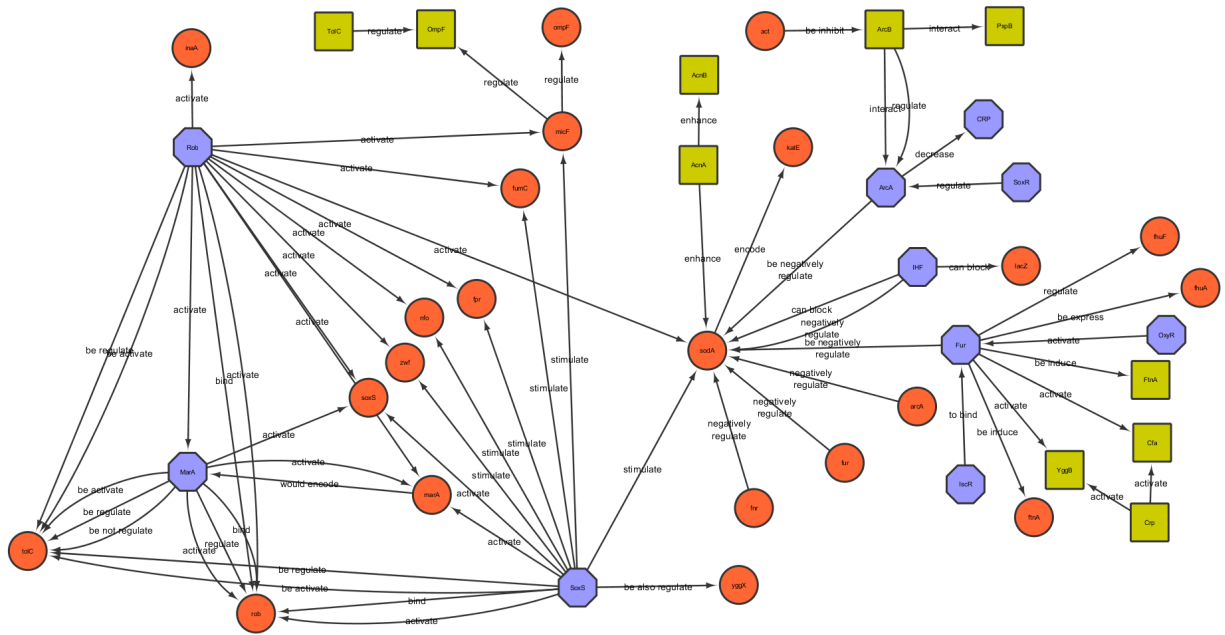 TolC
regulate
OmpF
ompF
act
be inhibit
ArcB
interact
PspB
inaA
AcnB
regulate
regulate
activate
interact
regulate
enhance
CRP
Rob
activate
micF
katE
decrease
AcnA
activate
fumC
ArcA
regulate
SoxR
activate
activate
activate
activate
encode
enhance
be negatively
regulate
fhuF
IHF
can block
lacZ
activate
regulate
fhuA
fpr
nfo
activate
activate
can block
negatively
regulate
be express
be negatively
regulate
Fur
activate
OxyR
sodA
be regulate
be activate
zwf
stimulate
be induce
FtnA
bind
activate
stimulate
negatively
regulate
activate
soxS
negatively
regulate
arcA
to bind
activate
activate
negatively
regulate
be induce
Cfa
activate
stimulate
MarA
activate
would encode
stimulate
stimulate
fur
YggB
activate
be activate
marA
activate
IscR
activate
be regulate
fnr
ftnA
Crp
be not regulate
bind
activate
tolC
activate
regulate
be regulate
be activate
SoxS
be also regulate
yggX
bind
rob
activate